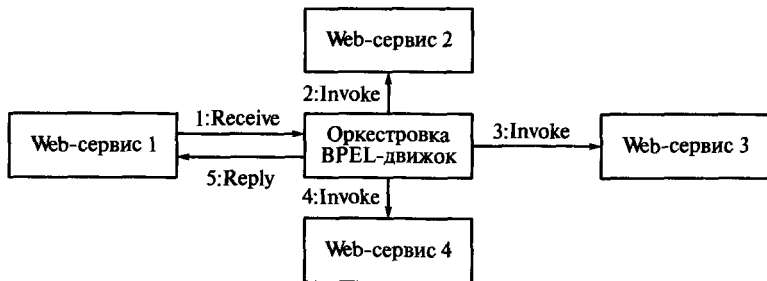 Web-сервис 2
2:Invoke
1:Receive
Web-сервис 1
Оркестровка
BPEL-движок
3:Invoke
Web-сервис 3
5:Reply
4:Invoke
Web-сервис 4